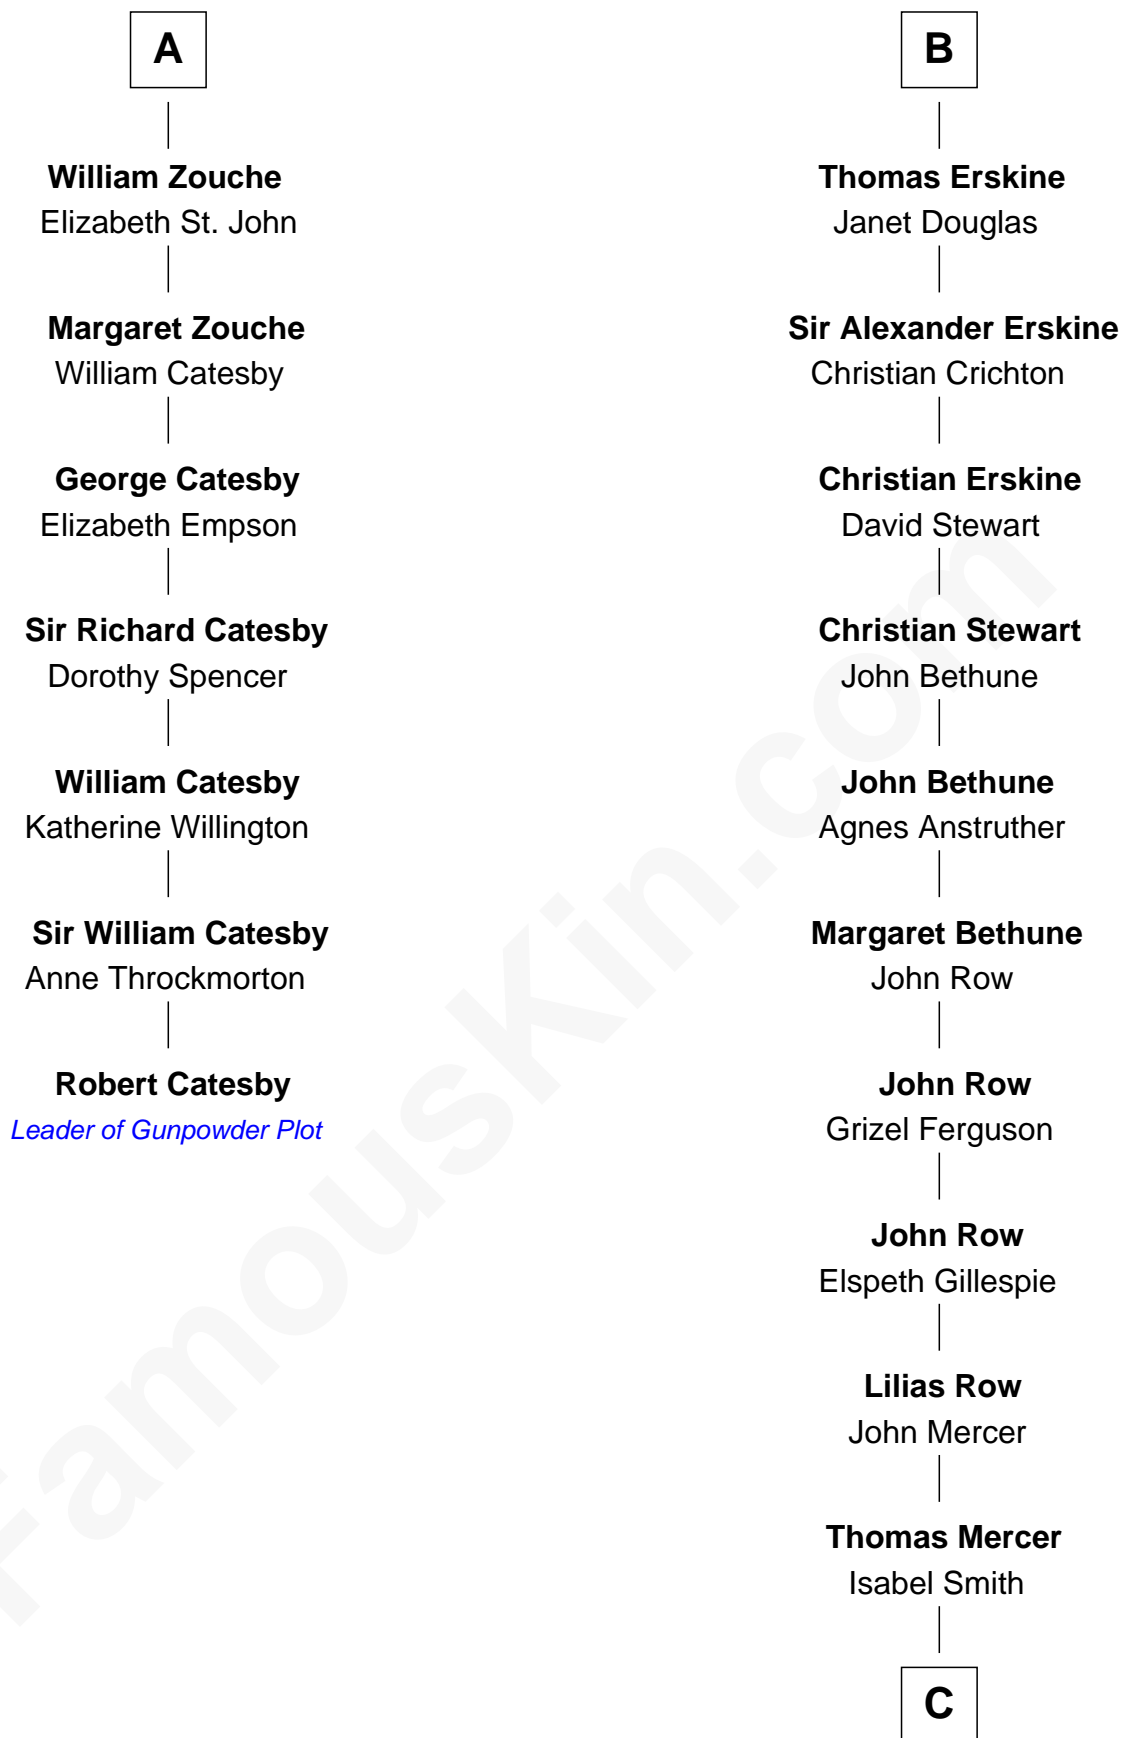 A
William Zouche
Elizabeth St. John
Margaret Zouche
William Catesby
George Catesby
Elizabeth Empson
Sir Richard Catesby
Dorothy Spencer
William Catesby
Katherine Willington
Sir William Catesby
Anne Throckmorton
Robert Catesby
Leader of Gunpowder Plot
B
Thomas Erskine
Janet Douglas
Sir Alexander Erskine
Christian Crichton
Christian Erskine
David Stewart
Christian Stewart
John Bethune
John Bethune
Agnes Anstruther
Margaret Bethune
John Row
John Row
Grizel Ferguson
John Row
Elspeth Gillespie
Lilias Row
John Mercer
Thomas Mercer
Isabel Smith
C
FamousKin.com